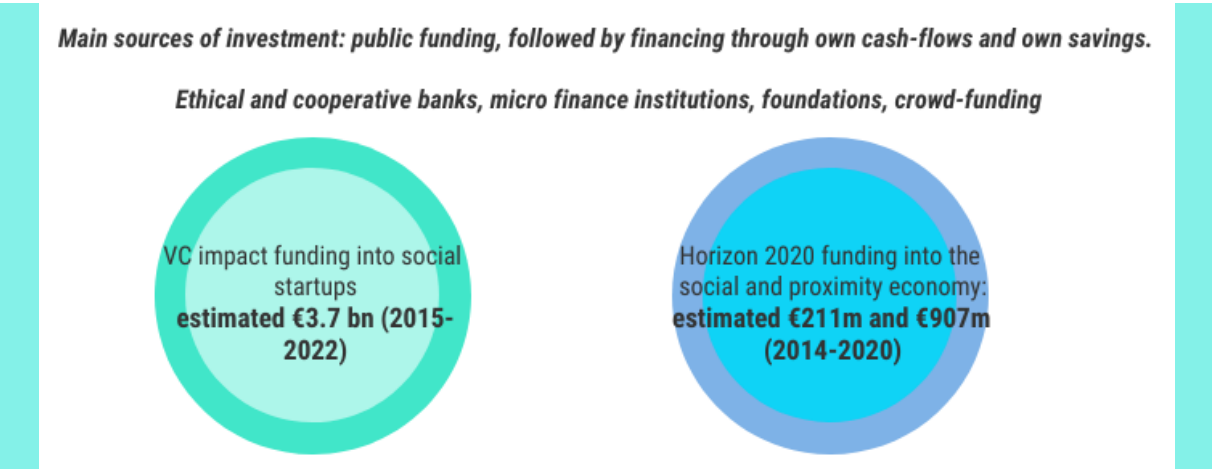 Main sources of investment: public funding, followed by financing through own cash-flows and own savings.
Ethical and cooperative banks, micro finance institutions, foundations, crowd-funding
VC impact funding into social
startups
estimated €3.7 bn (2015-
2022)
Horizon 2020 funding into the
social and proximity economy:
estimated €211m and €907m
(2014-2020)